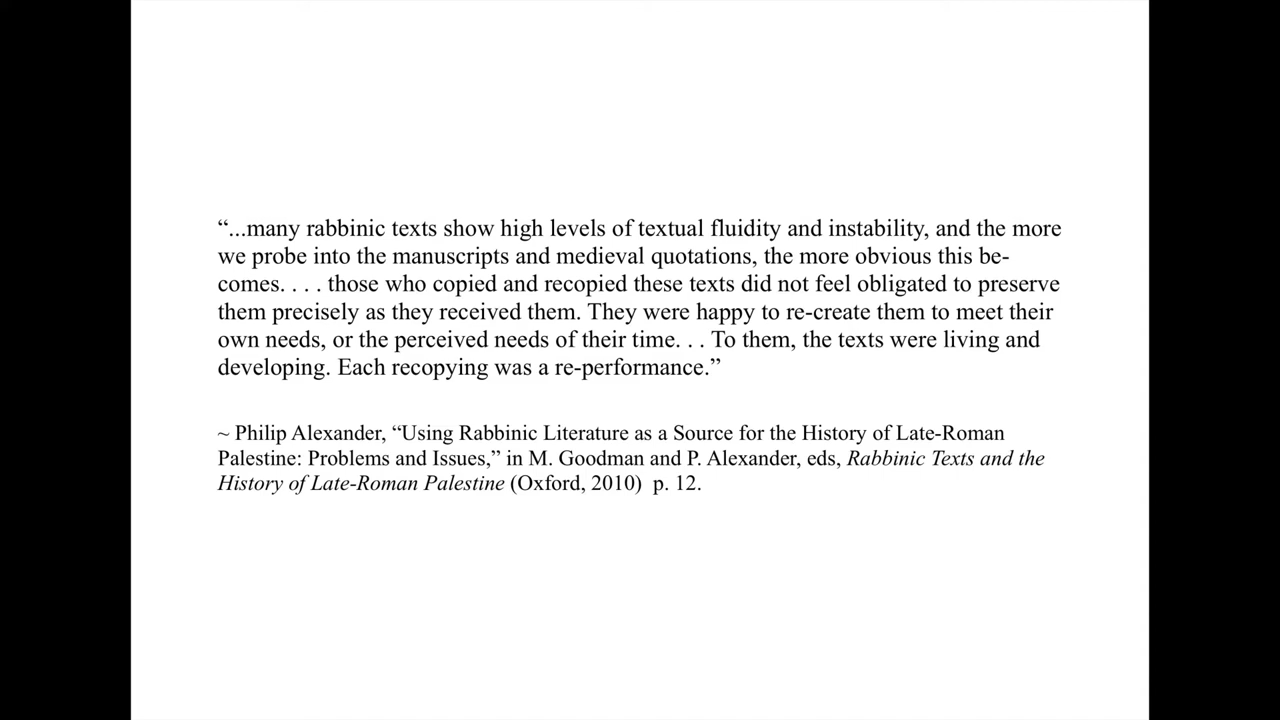 “...many rabbinic texts show high levels of textual fluidity and instability, and the more
we probe into the manuscripts and medieval quotations, the more obvious this be-
comes. . . . those who copied and recopied these texts did not feel obligated to preserve
them precisely as they received them. They were happy to re-create them to meet their
own needs, or the perceived needs of their time. . . To them, the texts were living and
developing. Each recopying was a re-performance.”
~ Philip Alexander, “Using Rabbinic Literature as a Source for the History of Late-Roman
Palestine: Problems and Issues,” in M. Goodman and P. Alexander, eds, Rabbinic Texts and the
History of Late-Roman Palestine (Oxford, 2010)  p. 12.